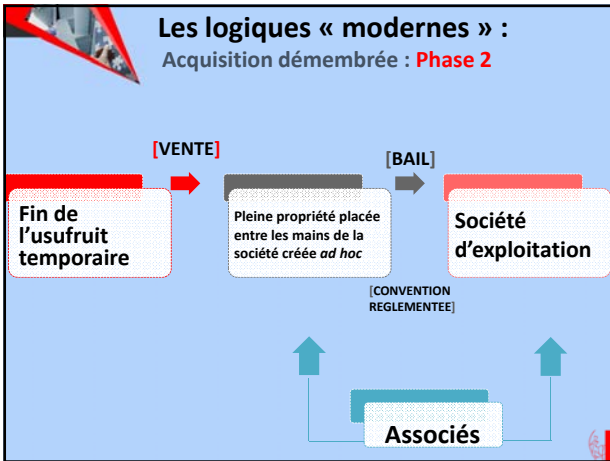 Les logiques « modernes » :
Acquisition démembrée : Phase 2
[VENTE]
[BAIL]
Fin de
l’usufruit
temporaire
Pleine propriété placée
entre les mains de la
société créée ad hoc
Société
d’exploitation
[CONVENTION
REGLEMENTEE]
Associés